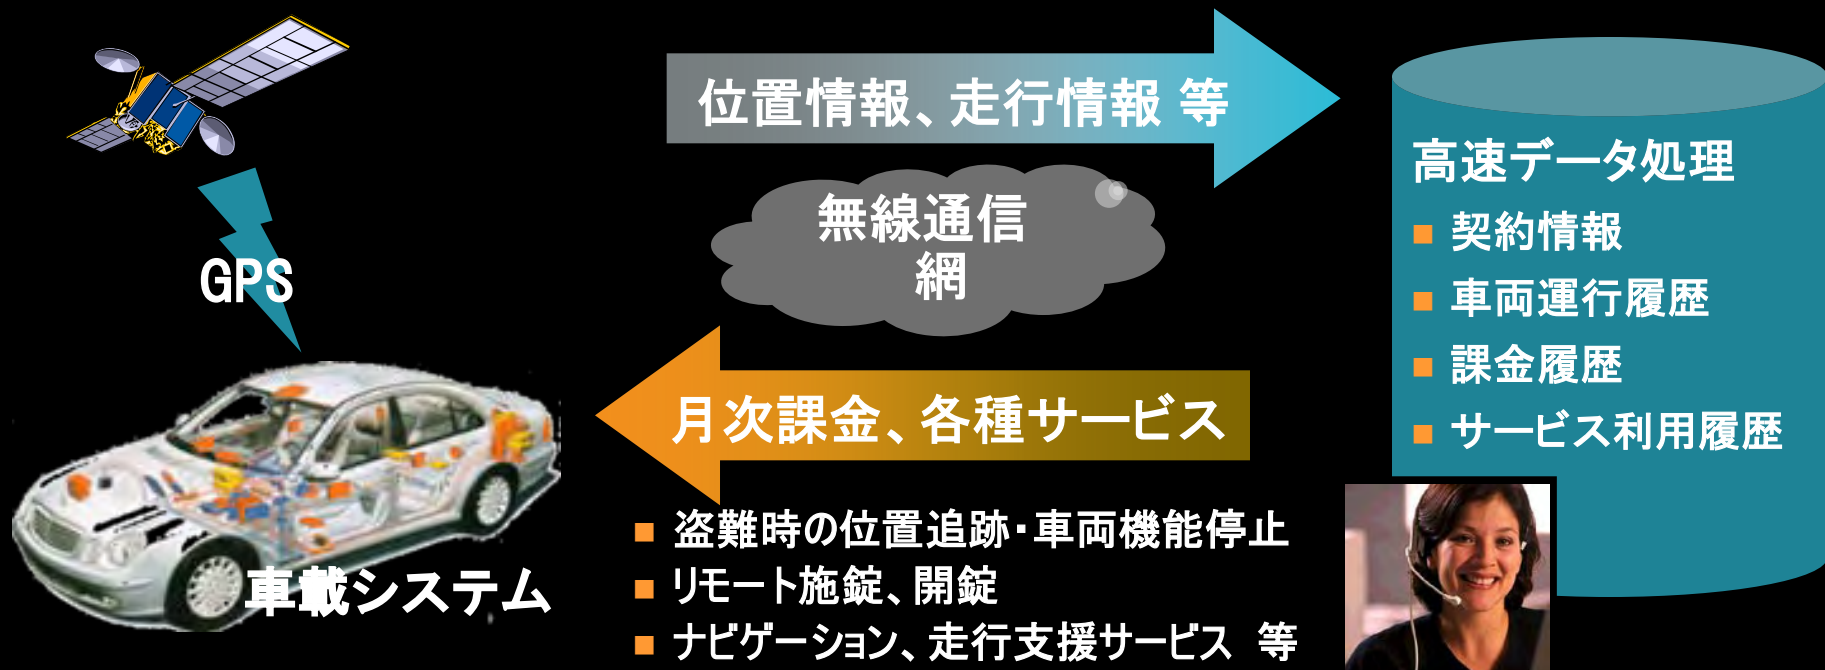 位置情報、走行情報 等
高速データ処理
契約情報
車両運行履歴
課金履歴
サービス利用履歴
無線通信
網
GPS
月次課金、各種サービス
盗難時の位置追跡・車両機能停止
リモート施錠、開錠
ナビゲーション、走行支援サービス 等
車載システム